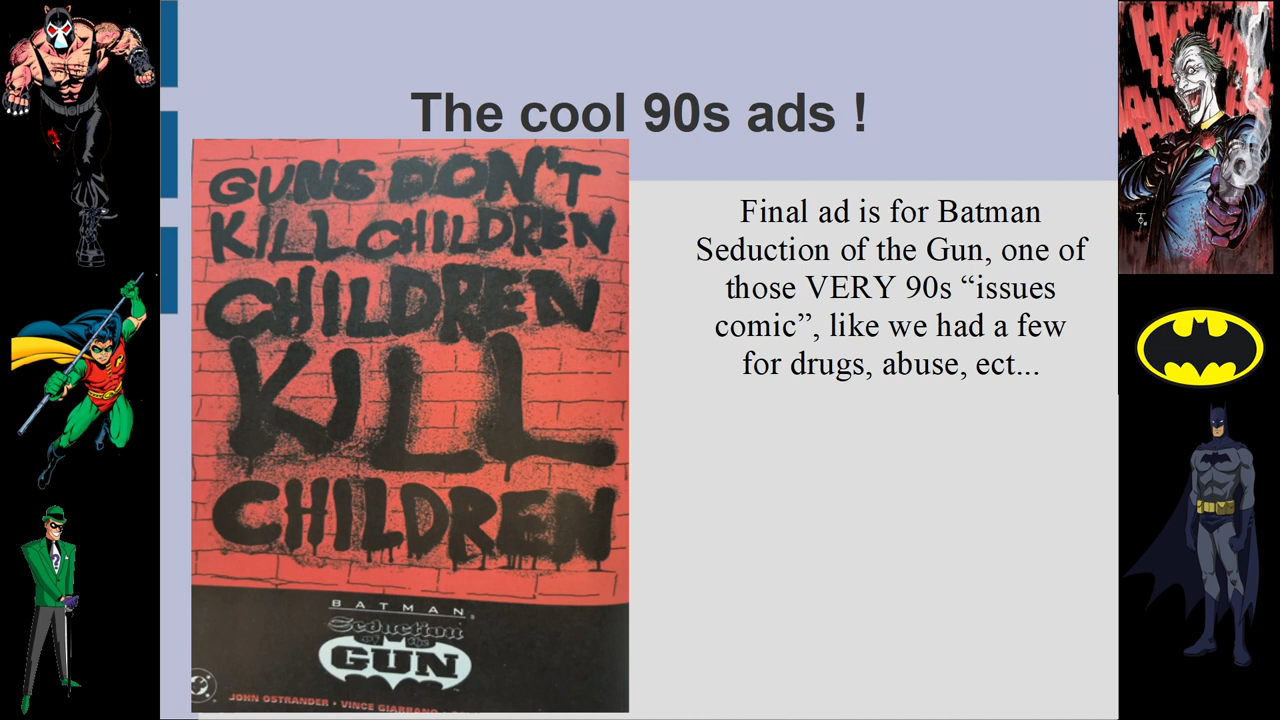 The cool 90s ads !
GUNS DON'T
KILL CHILDREN
CHILDREN
KILL
CHILDREN
BATMAN
Seduction
of the
GUN
JOHN OSTRANDER • VINCE GIARRANO
Final ad is for Batman
Seduction of the Gun, one of
those VERY 90s “issues
comic”, like we had a few
for drugs, abuse, ect...